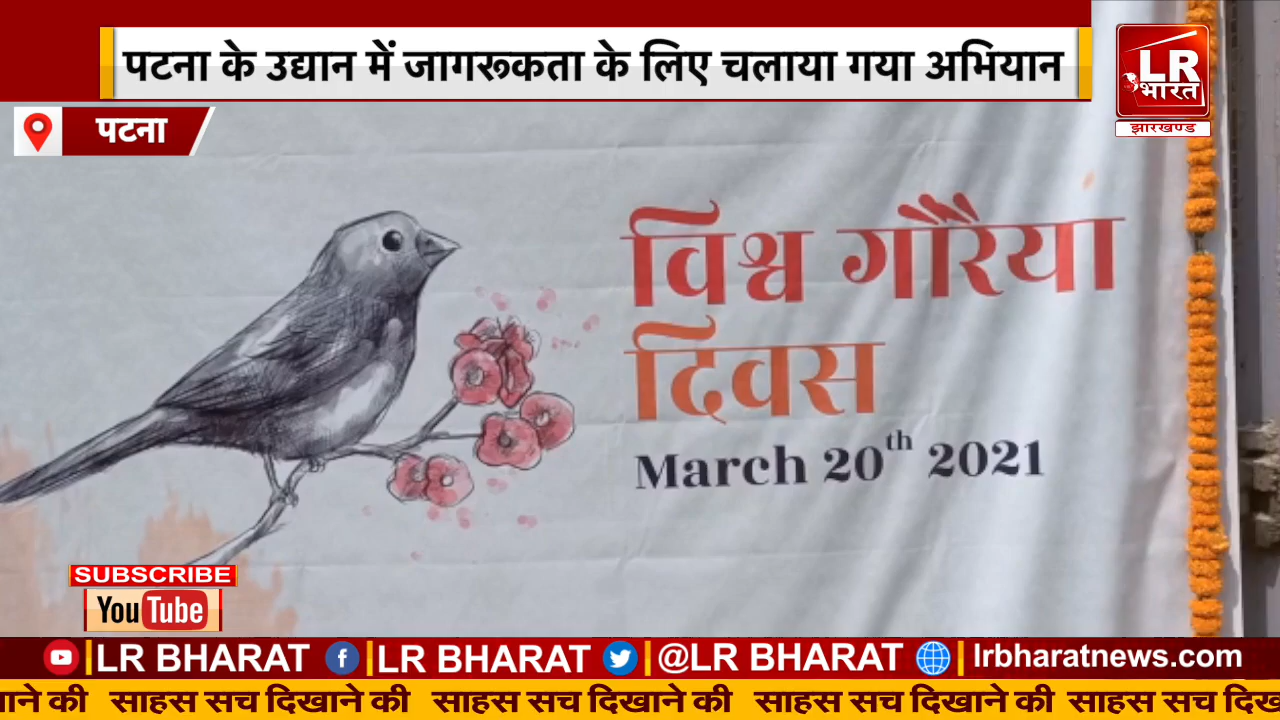 पटना के उद्यान में जागरूकता के लिए चलाया गया अभियान
LR
भारत
झारखण्ड
पटना
विश्व गौरैया
दिवस
March 20th 2021
SUBSCRIBE
YouTube
LR BHARAT LR BHARAT @LR BHARAT lrbharatnews.com
की साहस सच दिखाने की साहस सच दिखाने की साहस सच दिखाने की साहस सच